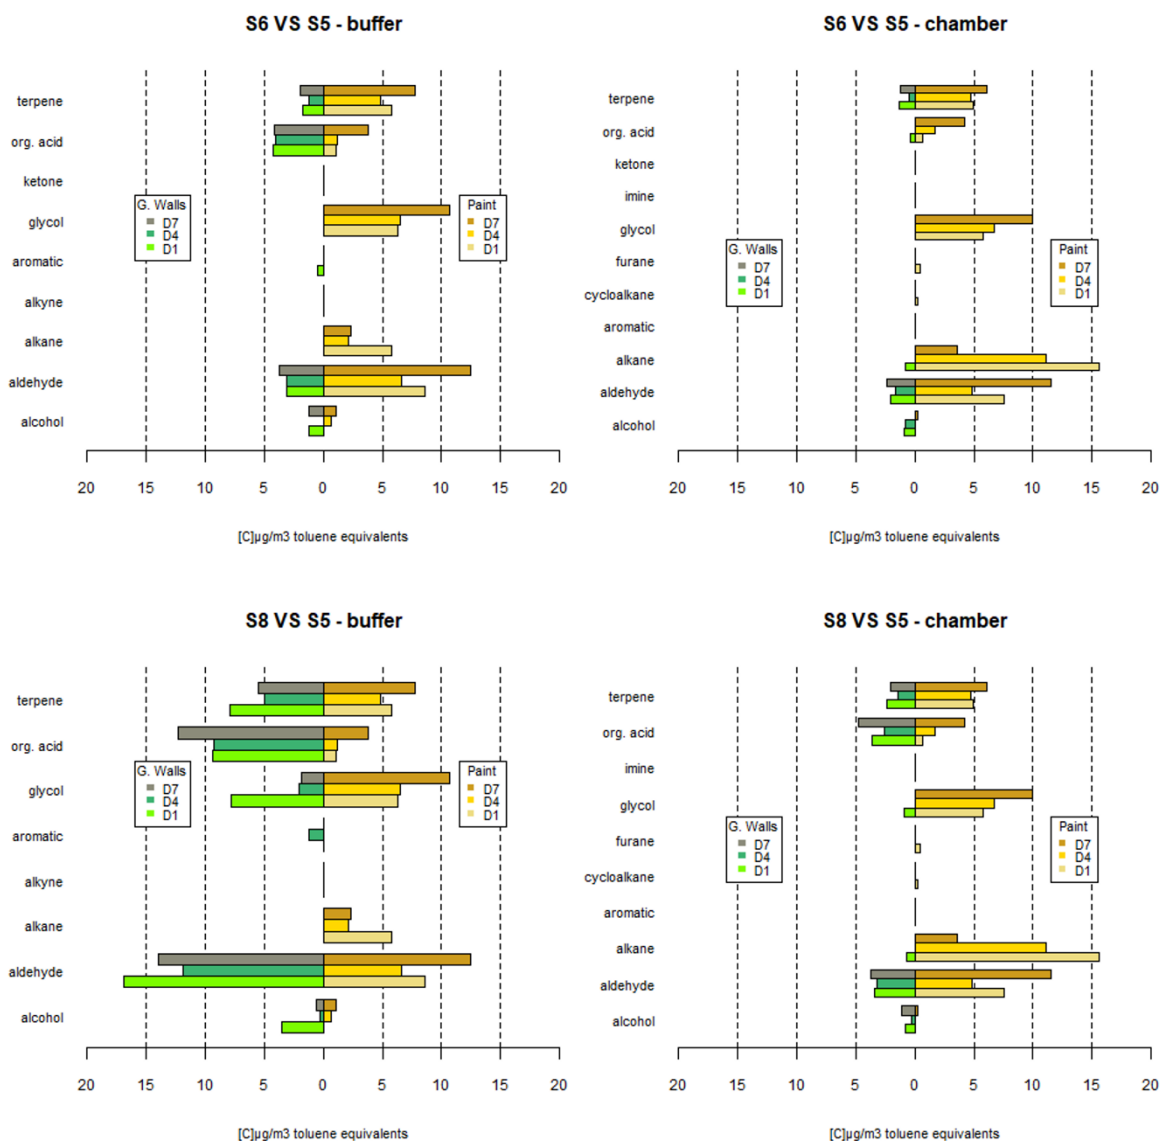 S6 VS S5 - buffer
terpene
org. acid
ketone
glycol
aromatic
alkyne
alkane
aldehyde
alcohol
G. Walls
D7
D4
D1
Paint
D7
D4
D1
20 15 10 5 0 5 10 15 20
[C]µg/m3 toluene equivalents
S6 VS S5 - chamber
terpene
org. acid
ketone
imine
glycol
furane
cycloalkane
aromatic
alkane
aldehyde
alcohol
G. Walls
D7
D4
D1
Paint
D7
D4
D1
20 15 10 5 0 5 10 15 20
[C]µg/m3 toluene equivalents
S8 VS S5 - buffer
terpene
org. acid
glycol
aromatic
alkyne
alkane
aldehyde
alcohol
G. Walls
D7
D4
D1
Paint
D7
D4
D1
20 15 10 5 0 5 10 15 20
[C]µg/m3 toluene equivalents
S8 VS S5 - chamber
terpene
org. acid
imine
glycol
furane
cycloalkane
aromatic
alkane
aldehyde
alcohol
G. Walls
D7
D4
D1
Paint
D7
D4
D1
20 15 10 5 0 5 10 15 20
[C]µg/m3 toluene equivalents